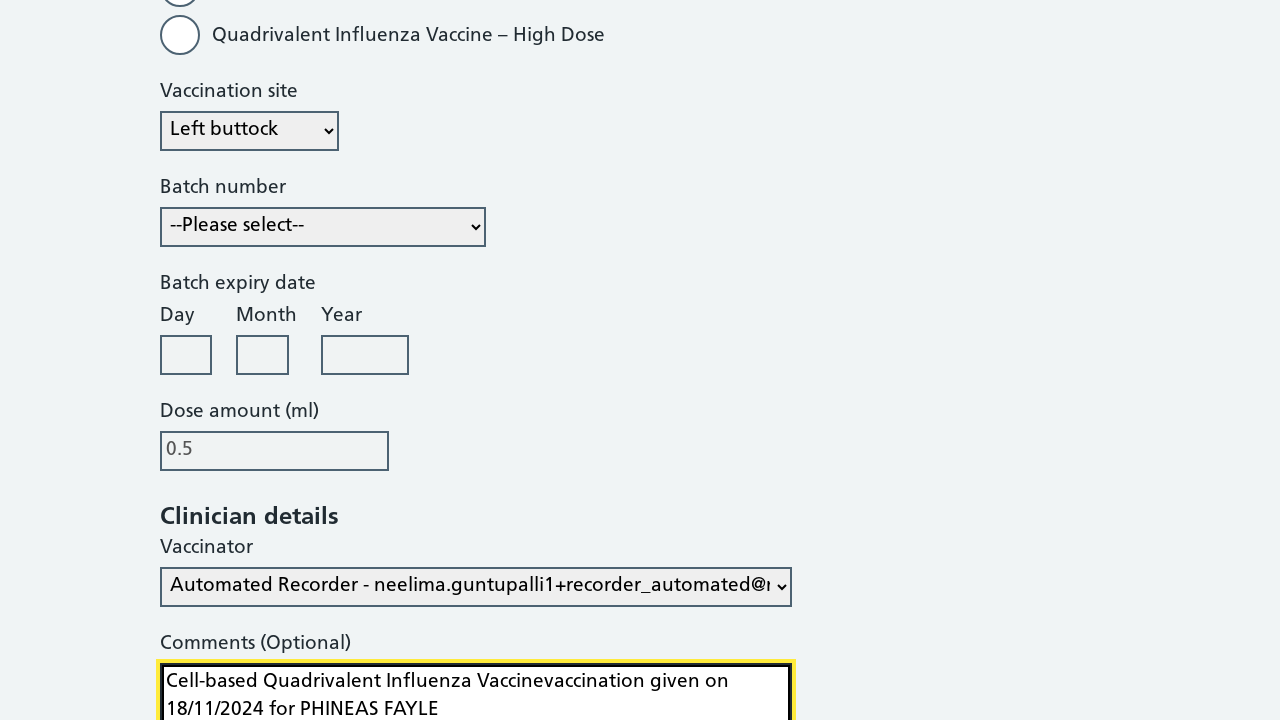 Quadrivalent Influenza Vaccine – High Dose
Vaccination site
Left buttock
Batch number
--Please select--
Batch expiry date
Day Month Year
Dose amount (ml)
0.5
Clinician details
Vaccinator
Automated Recorder - neelima.guntupalli1+recorder_automated@
Comments (Optional)
Cell-based Quadrivalent Influenza Vaccinevaccination given on
18/11/2024 for PHINEAS FAYLE